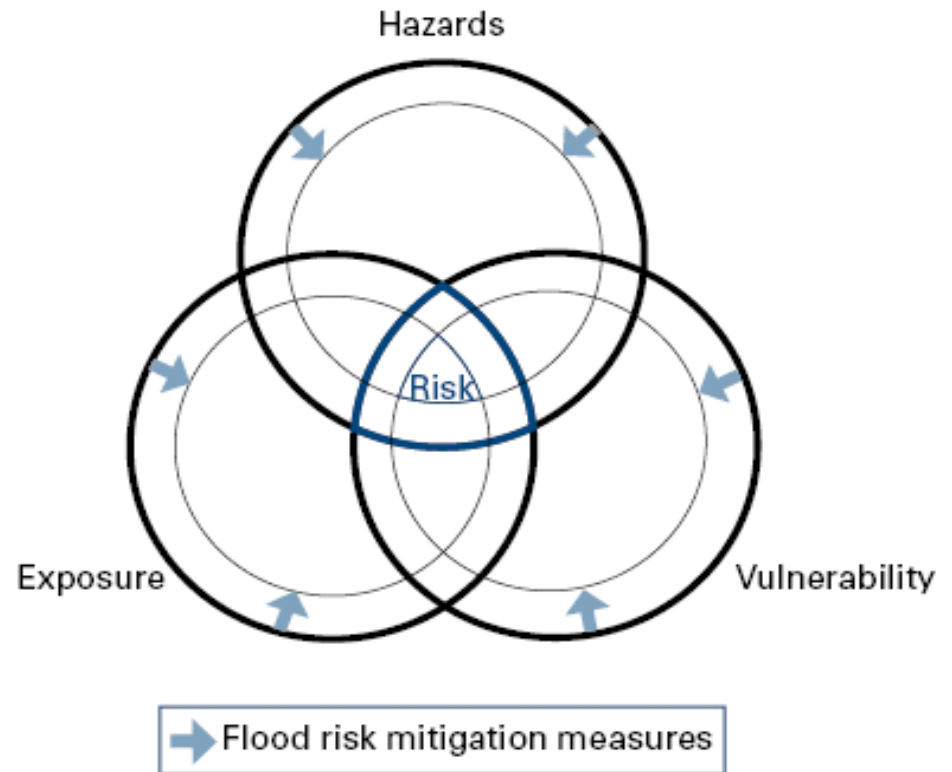 Hazards
Risk
Exposure
Vulnerability
Flood risk mitigation measures